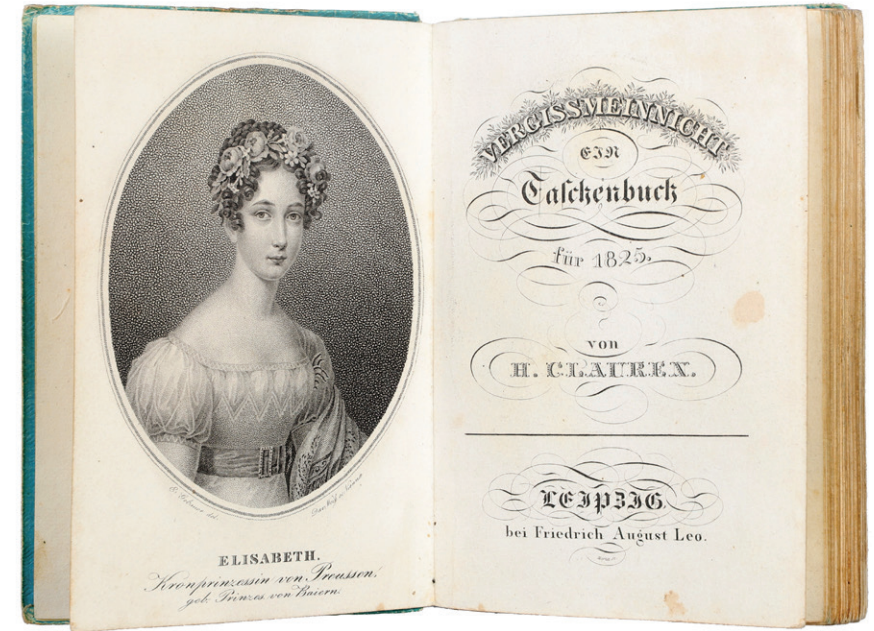 ELISABETH.
Kronprinzessin von Preussen.
geb. Prinzes. von Baiern.
VERGISSMEINNICHT
EIN
Taschenbuch
für 1825.
von
H. CLAUREN.
LEIPZIG
bei Friedrich August Leo.